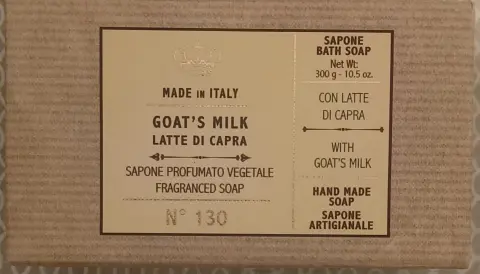 MADE IN ITALY
GOAT'S MILK
LATTE DI CAPRA
SAPONE PROFUMATO VEGETALE
FRAGRANCED SOAP
N° 130
SAPONE
BATH SOAP
Net Wt:
300 g - 10.5 oz.
CON LATTE
DI CAPRA
WITH
GOAT'S MILK
HAND MADE
SOAP
SAPONE
ARTIGIANALE